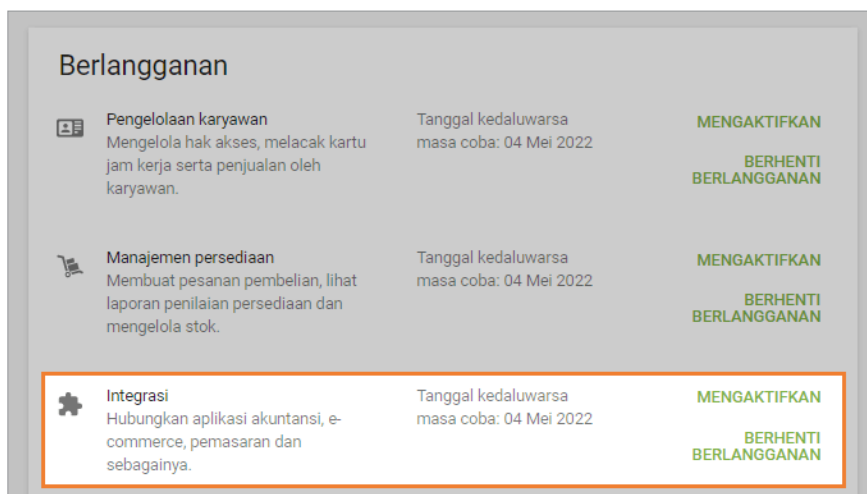 Berlangganan
Pengelolaan karyawan
Mengelola hak akses, melacak kartu
jam kerja serta penjualan oleh
karyawan.
Tanggal kedaluwarsa
masa coba: 04 Mei 2022
MENGAKTIFKAN
BERHENTI
BERLANGGANAN
Manajemen persediaan
Membuat pesanan pembelian, lihat
laporan penilaian persediaan dan
mengelola stok.
Tanggal kedaluwarsa
masa coba: 04 Mei 2022
MENGAKTIFKAN
BERHENTI
BERLANGGANAN
Integrasi
Hubungkan aplikasi akuntansi, e-
commerce, pemasaran dan
sebagainya.
Tanggal kedaluwarsa
masa coba: 04 Mei 2022
MENGAKTIFKAN
BERHENTI
BERLANGGANAN